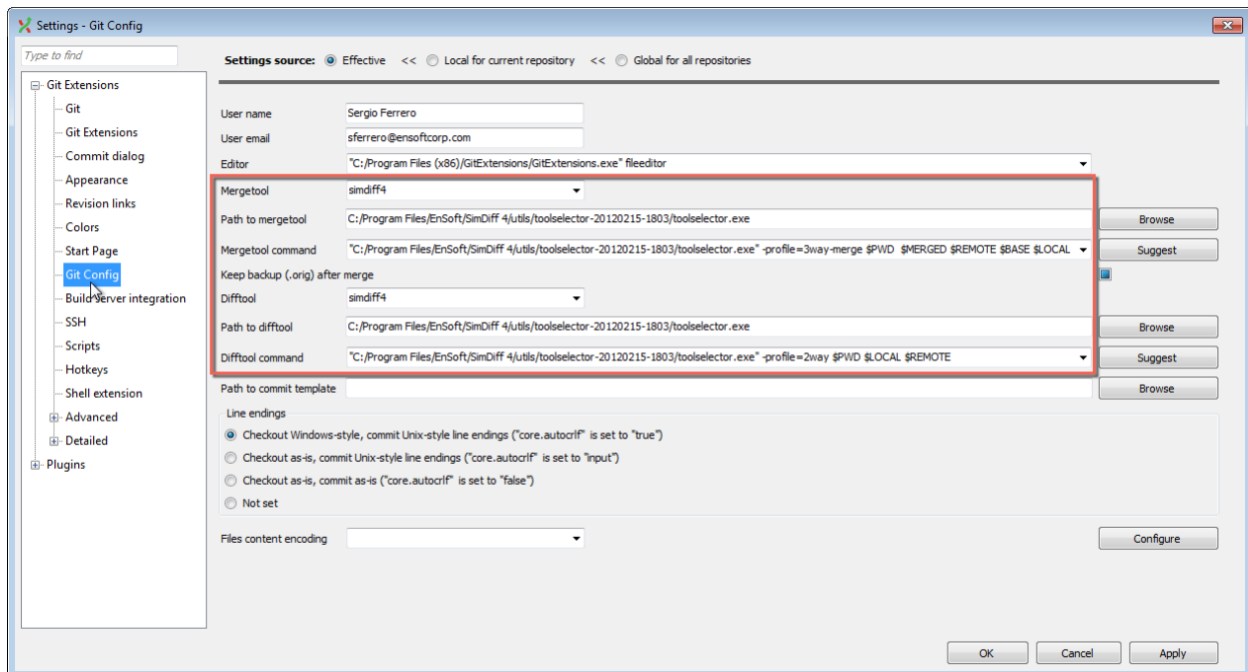 Settings - Git Config
Type to find
Settings source: Effective << Local for current repository << Global for all repositories
Git Extensions
Git
Git Extensions
Commit dialog
Appearance
Revision links
Colors
Start Page
Git Config
Build Server integration
SSH
Scripts
Hotkeys
Shell extension
Advanced
Detailed
Plugins
User name Sergio Ferrero
User email sferrero@ensoftcorp.com
Editor "C:/Program Files (x86)/GitExtensions/GitExtensions.exe" fileeditor
Mergetool simdiff4
Path to mergetool C:/Program Files/EnSoft/SimDiff 4/utils/toolselector-20120215-1803/toolselector.exe Browse
Mergetool command "C:/Program Files/EnSoft/SimDiff 4/utils/toolselector-20120215-1803/toolselector.exe" -profile=3way-merge $PWD $MERGED $REMOTE $BASE $LOCAL Suggest
Keep backup (.orig) after merge
Difftool simdiff4
Path to difftool C:/Program Files/EnSoft/SimDiff 4/utils/toolselector-20120215-1803/toolselector.exe Browse
Difftool command "C:/Program Files/EnSoft/SimDiff 4/utils/toolselector-20120215-1803/toolselector.exe" -profile=2way $PWD $LOCAL $REMOTE Suggest
Path to commit template Browse
Line endings
Checkout Windows-style, commit Unix-style line endings ("core.autocrlf" is set to "true")
Checkout as-is, commit Unix-style line endings ("core.autocrlf" is set to "input")
Checkout as-is, commit as-is ("core.autocrlf" is set to "false")
Not set
Files content encoding Configure
OK Cancel Apply